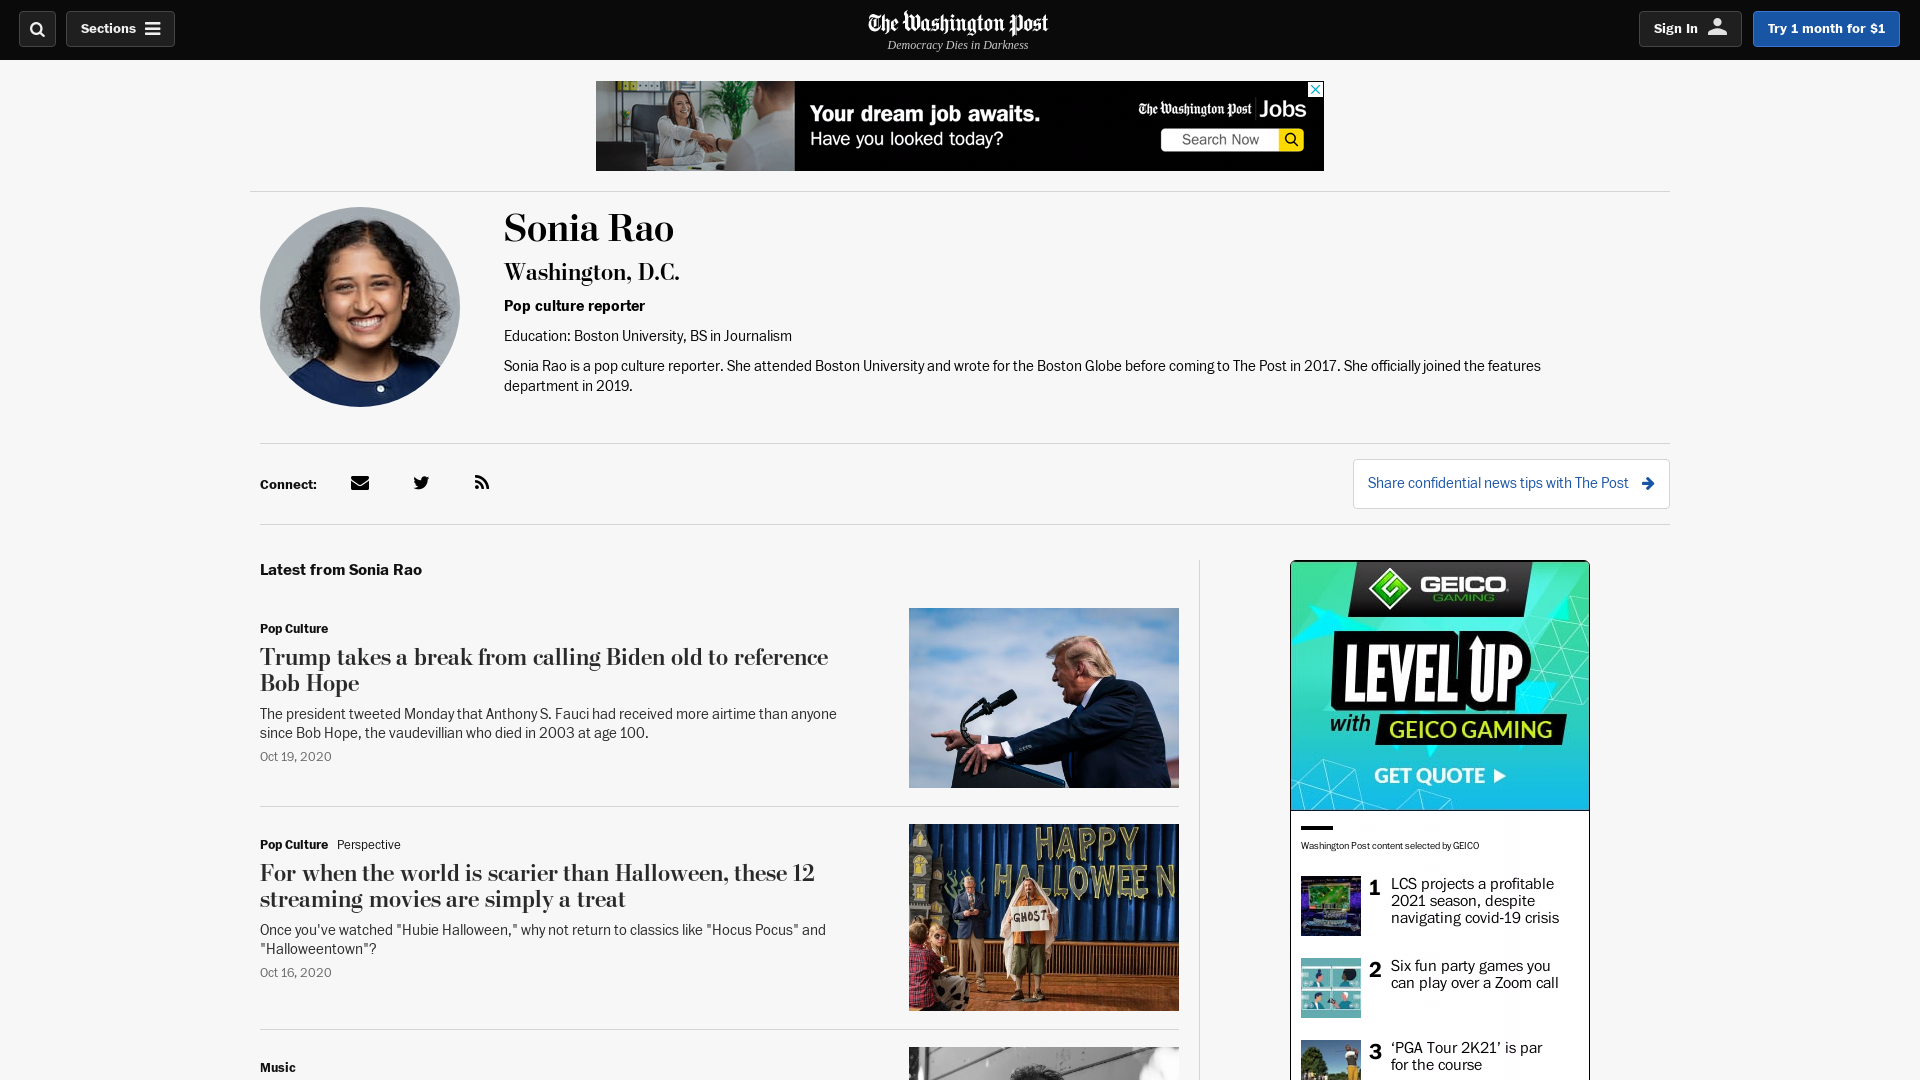 Sections
The Washington Post
Democracy Dies in Darkness
Sign In
Try 1 month for $1
Your dream job awaits.
Have you looked today?
The Washington Post Jobs
Search Now
Sonia Rao
Washington, D.C.
Pop culture reporter
Education: Boston University, BS in Journalism
Sonia Rao is a pop culture reporter. She attended Boston University and wrote for the Boston Globe before coming to The Post in 2017. She officially joined the features
department in 2019.
Connect:
Share confidential news tips with The Post
Latest from Sonia Rao
Pop Culture
Trump takes a break from calling Biden old to reference
Bob Hope
The president tweeted Monday that Anthony S. Fauci had received more airtime than anyone
since Bob Hope, the vaudevillian who died in 2003 at age 100.
Oct 19, 2020
Pop Culture Perspective
For when the world is scarier than Halloween, these 12
streaming movies are simply a treat
Once you've watched "Hubie Halloween," why not return to classics like "Hocus Pocus" and
"Halloweentown"?
Oct 16, 2020
HAPPY
HALLOWEEN
GHOST
Music
GEICO
GAMING
LEVEL UP
with GEICO GAMING
GET QUOTE
Washington Post content selected by GEICO
1 LCS projects a profitable
2021 season, despite
navigating covid-19 crisis
2 Six fun party games you
can play over a Zoom call
3 ‘PGA Tour 2K21’ is par
for the course